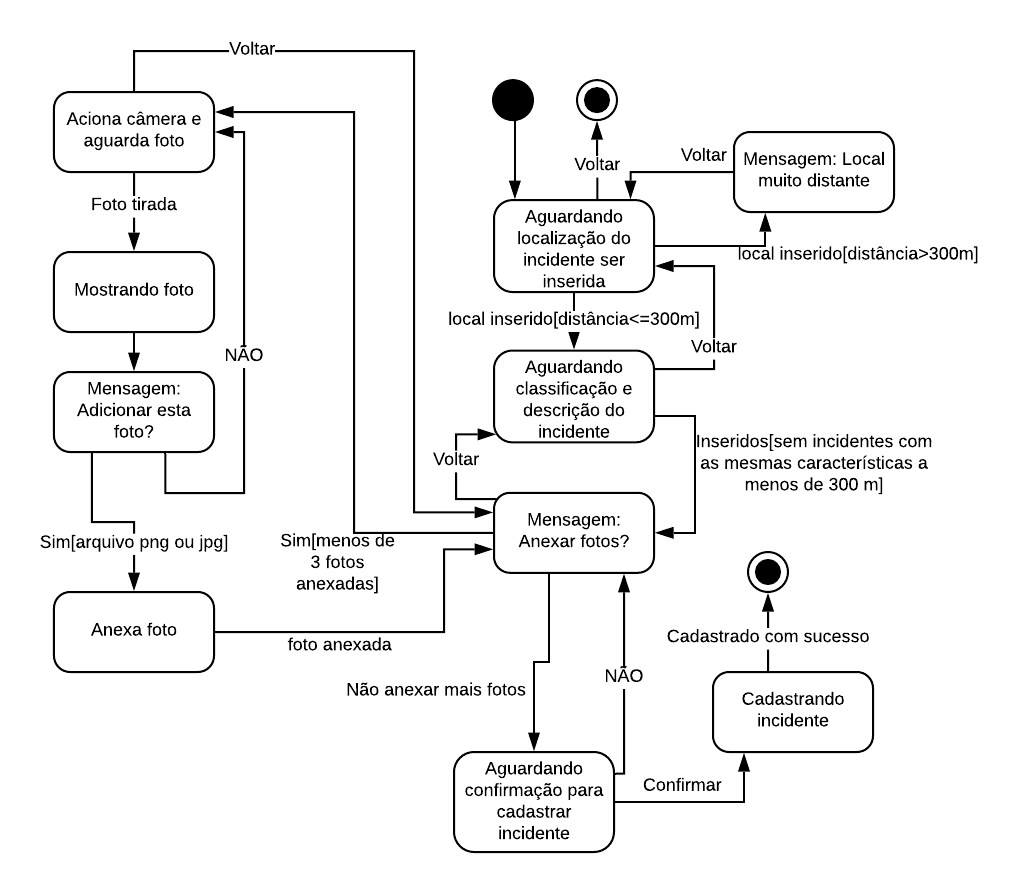 Voltar
Aciona câmera e
aguarda foto
Foto tirada
Mostrando foto
NÃO
Mensagem:
Adicionar esta
foto?
Sim[arquivo png ou jpg]
Anexa foto
foto anexada
Sim[menos de
3 fotos
anexadas]
Voltar
Voltar
Mensagem: Local
muito distante
Aguardando
localização do
incidente ser
inserida
local inserido[distância>300m]
local inserido[distância<=300m]
Voltar
Aguardando
classificação e
descrição do
incidente
Voltar
Inseridos[sem incidentes com
as mesmas características a
menos de 300 m]
Mensagem:
Anexar fotos?
Não anexar mais fotos
NÃO
Cadastrado com sucesso
Cadastrando
incidente
Aguardando
confirmação para
cadastrar
incidente
Confirmar